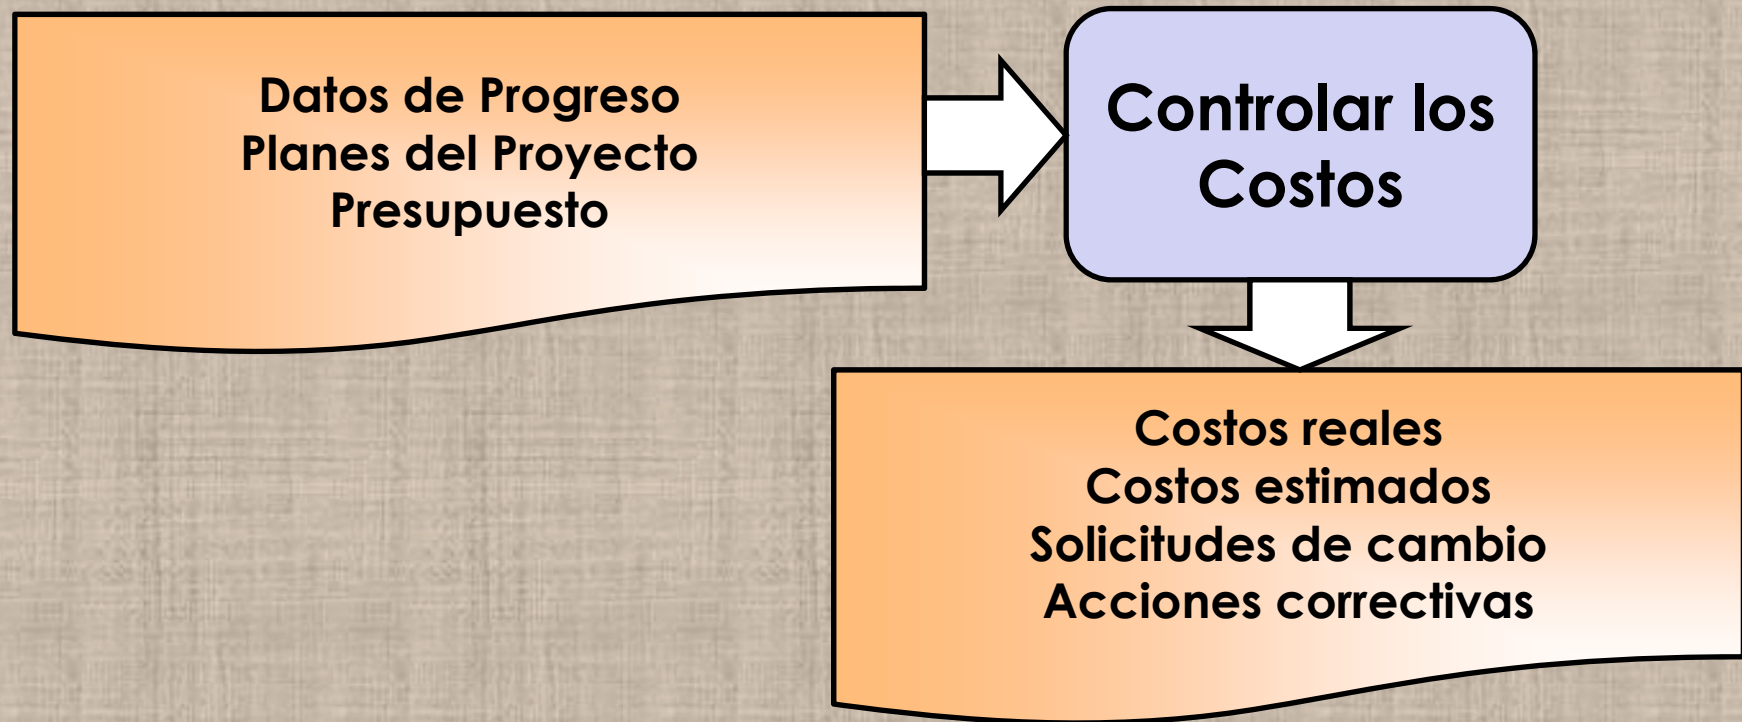 Datos de Progreso
Planes del Proyecto
Presupuesto
Controlar los
Costos
Costos reales
Costos estimados
Solicitudes de cambio
Acciones correctivas